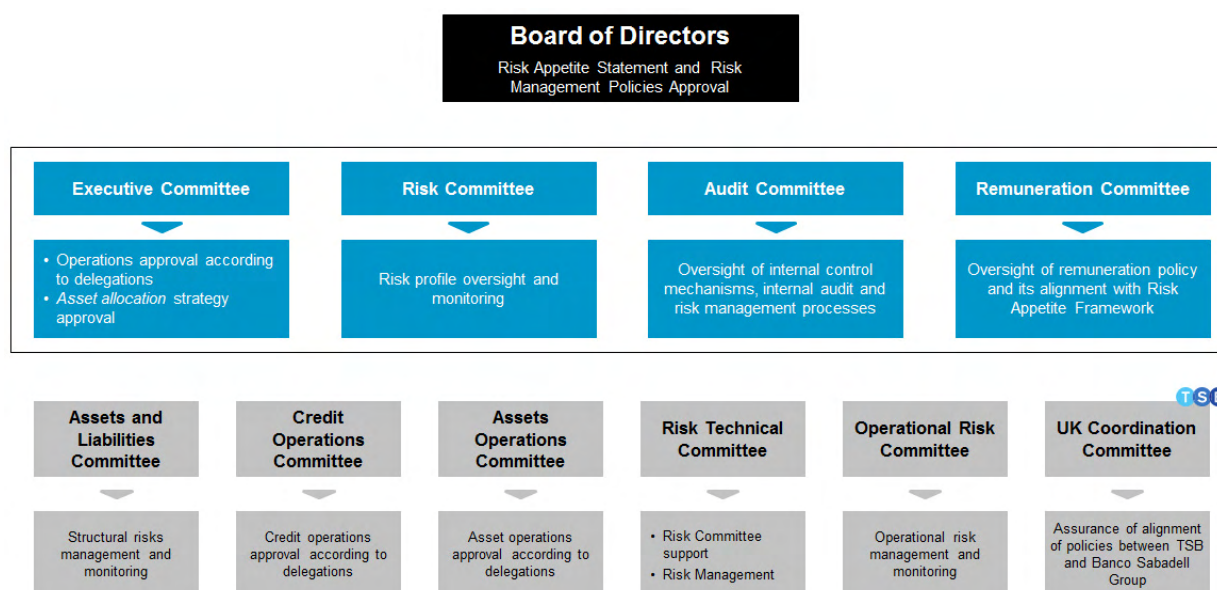 Board of Directors
Risk Appetite Statement and Risk
Management Policies Approval
Executive Committee
Risk Committee
Audit Committee
Remuneration Committee
• Operations approval according
to delegations
• Asset allocation strategy
approval
Risk profile oversight and
monitoring
Oversight of internal control
mechanisms, internal audit and
risk management processes
Oversight of remuneration policy
and its alignment with Risk
Appetite Framework
TS
Assets and
Liabilities
Committee
Credit
Operations
Committee
Assets
Operations
Committee
Risk Technical
Committee
Operational Risk
Committee
UK Coordination
Committee
Structural risks
management and
monitoring
Credit operations
approval according to
delegations
Asset operations
approval according to
delegations
• Risk Committee
support
• Risk Management
Operational risk
management and
monitoring
Assurance of alignment
of policies between TSB
and Banco Sabadell
Group